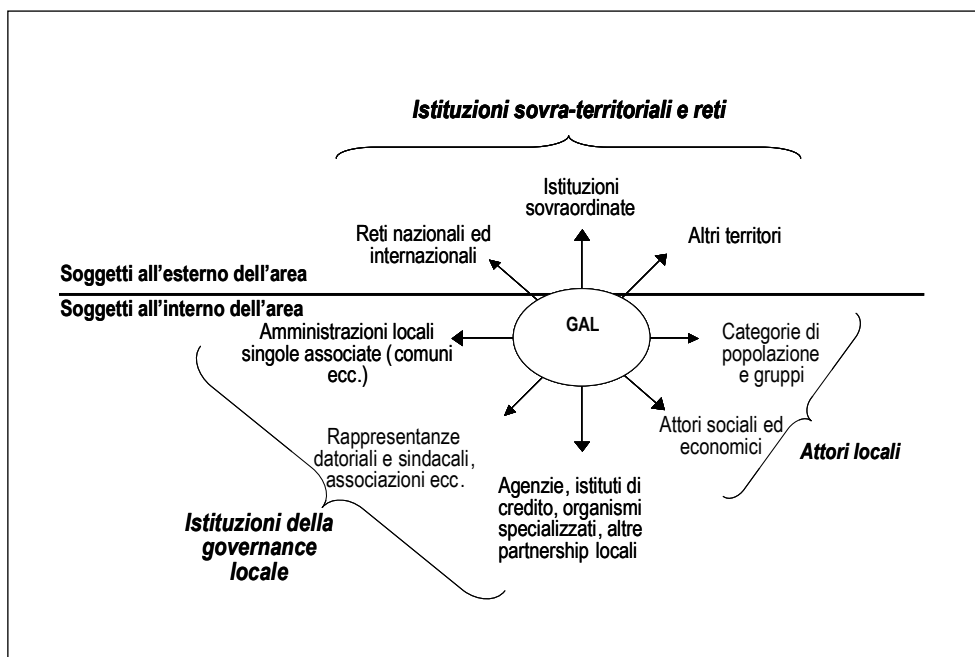 Istituzioni sovra-territoriali e reti
Istituzioni
sovraordinate
Reti nazionali ed
internazionali
Altri territori
Soggetti all'esterno dell'area
Soggetti all'interno dell'area
GAL
Amministrazioni locali
singole associate (comuni
ecc.)
Categorie di
popolazione
e gruppi
Rappresentanze
datoriali e sindacali,
associazioni ecc.
Attori sociali ed
economici
Attori locali
Agenzie, istituti di
credito, organismi
specializzati, altre
partnership locali
Istituzioni della
governance
locale